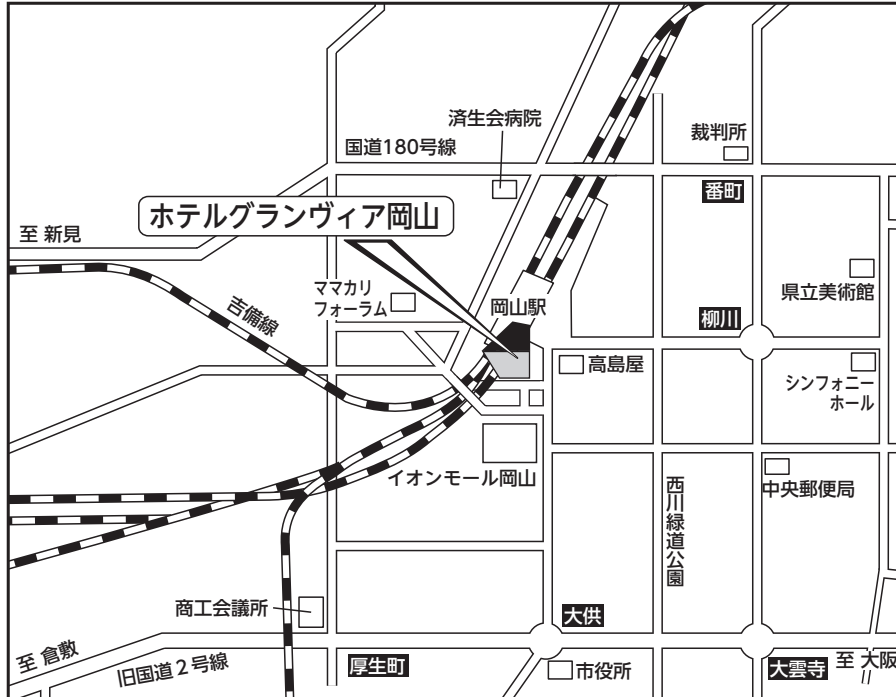 済生会病院
裁判所
国道180号線
番町
ホテルグランヴィア岡山
至 新見
ママカリ
フォーラム
岡山駅
県立美術館
吉備線
柳川
高島屋
シンフォニー
ホール
イオンモール岡山
西川緑道公園
中央郵便局
商工会議所
大供
至 倉敷
旧国道２号線
厚生町
市役所
大雲寺
至 大阪